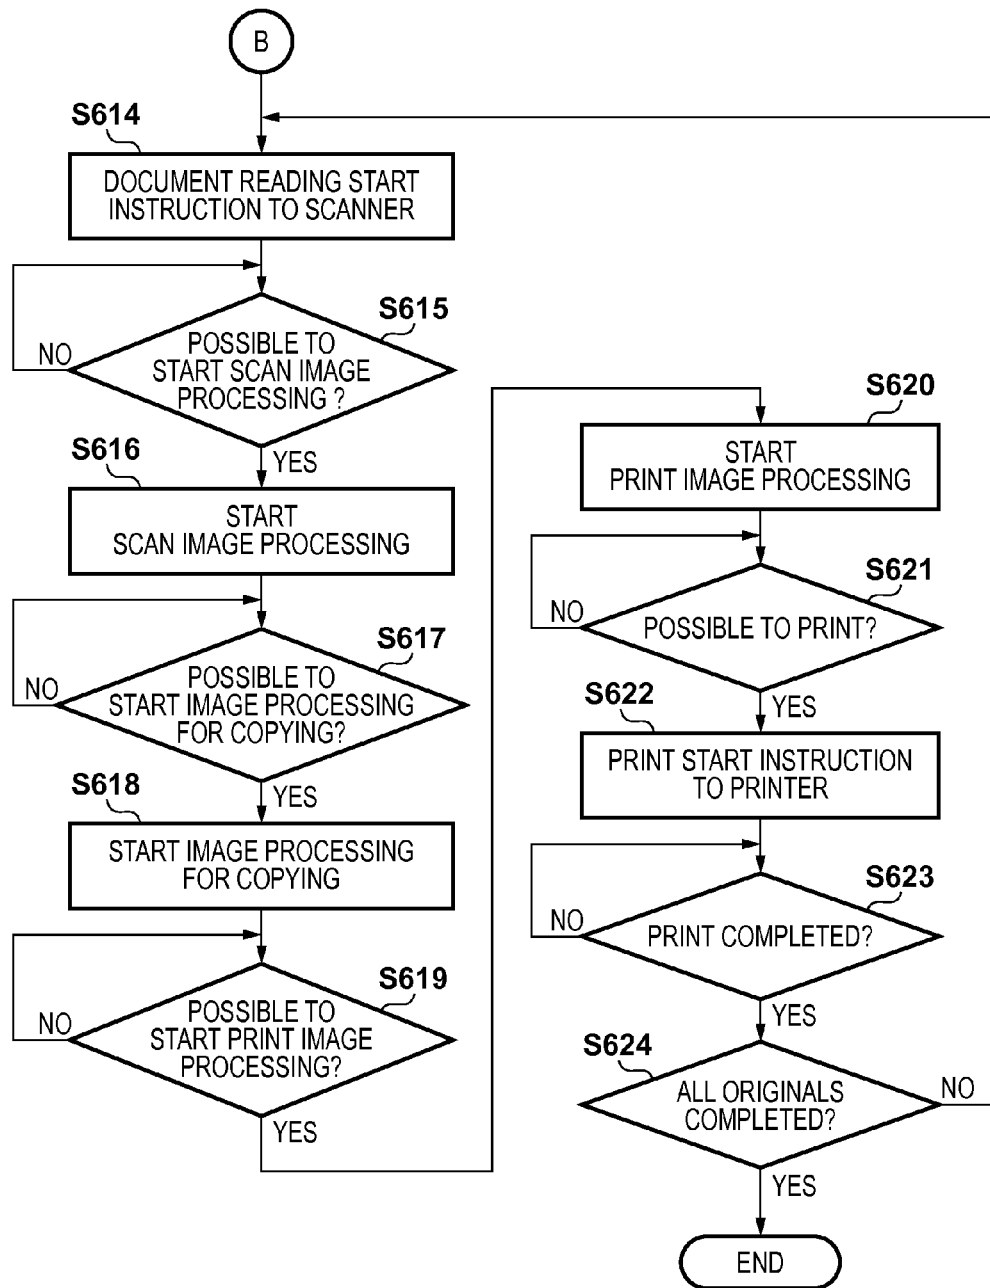 B
S614
DOCUMENT READING START
INSTRUCTION TO SCANNER
S615
POSSIBLE TO
START SCAN IMAGE
PROCESSING ?
NO
YES
S616
START
SCAN IMAGE PROCESSING
S617
POSSIBLE TO
START IMAGE PROCESSING
FOR COPYING?
NO
YES
S618
START IMAGE PROCESSING
FOR COPYING
S619
POSSIBLE TO
START PRINT IMAGE
PROCESSING?
NO
YES
S620
START
PRINT IMAGE PROCESSING
S621
POSSIBLE TO PRINT?
NO
YES
S622
PRINT START INSTRUCTION
TO PRINTER
S623
PRINT COMPLETED?
NO
YES
S624
ALL ORIGINALS
COMPLETED?
NO
YES
END